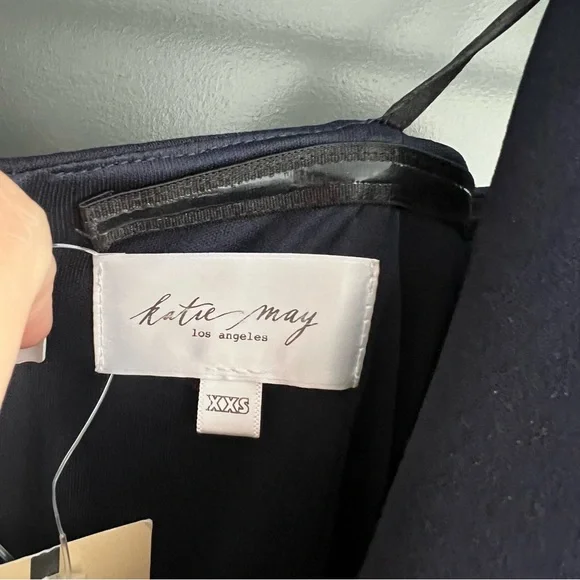 katie may
los angeles
XXS